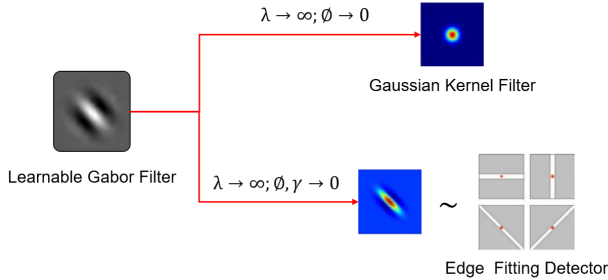 λ → ∞; ∅ → 0
Gaussian Kernel Filter
Learnable Gabor Filter
λ → ∞; ∅, γ → 0
~
Edge Fitting Detector